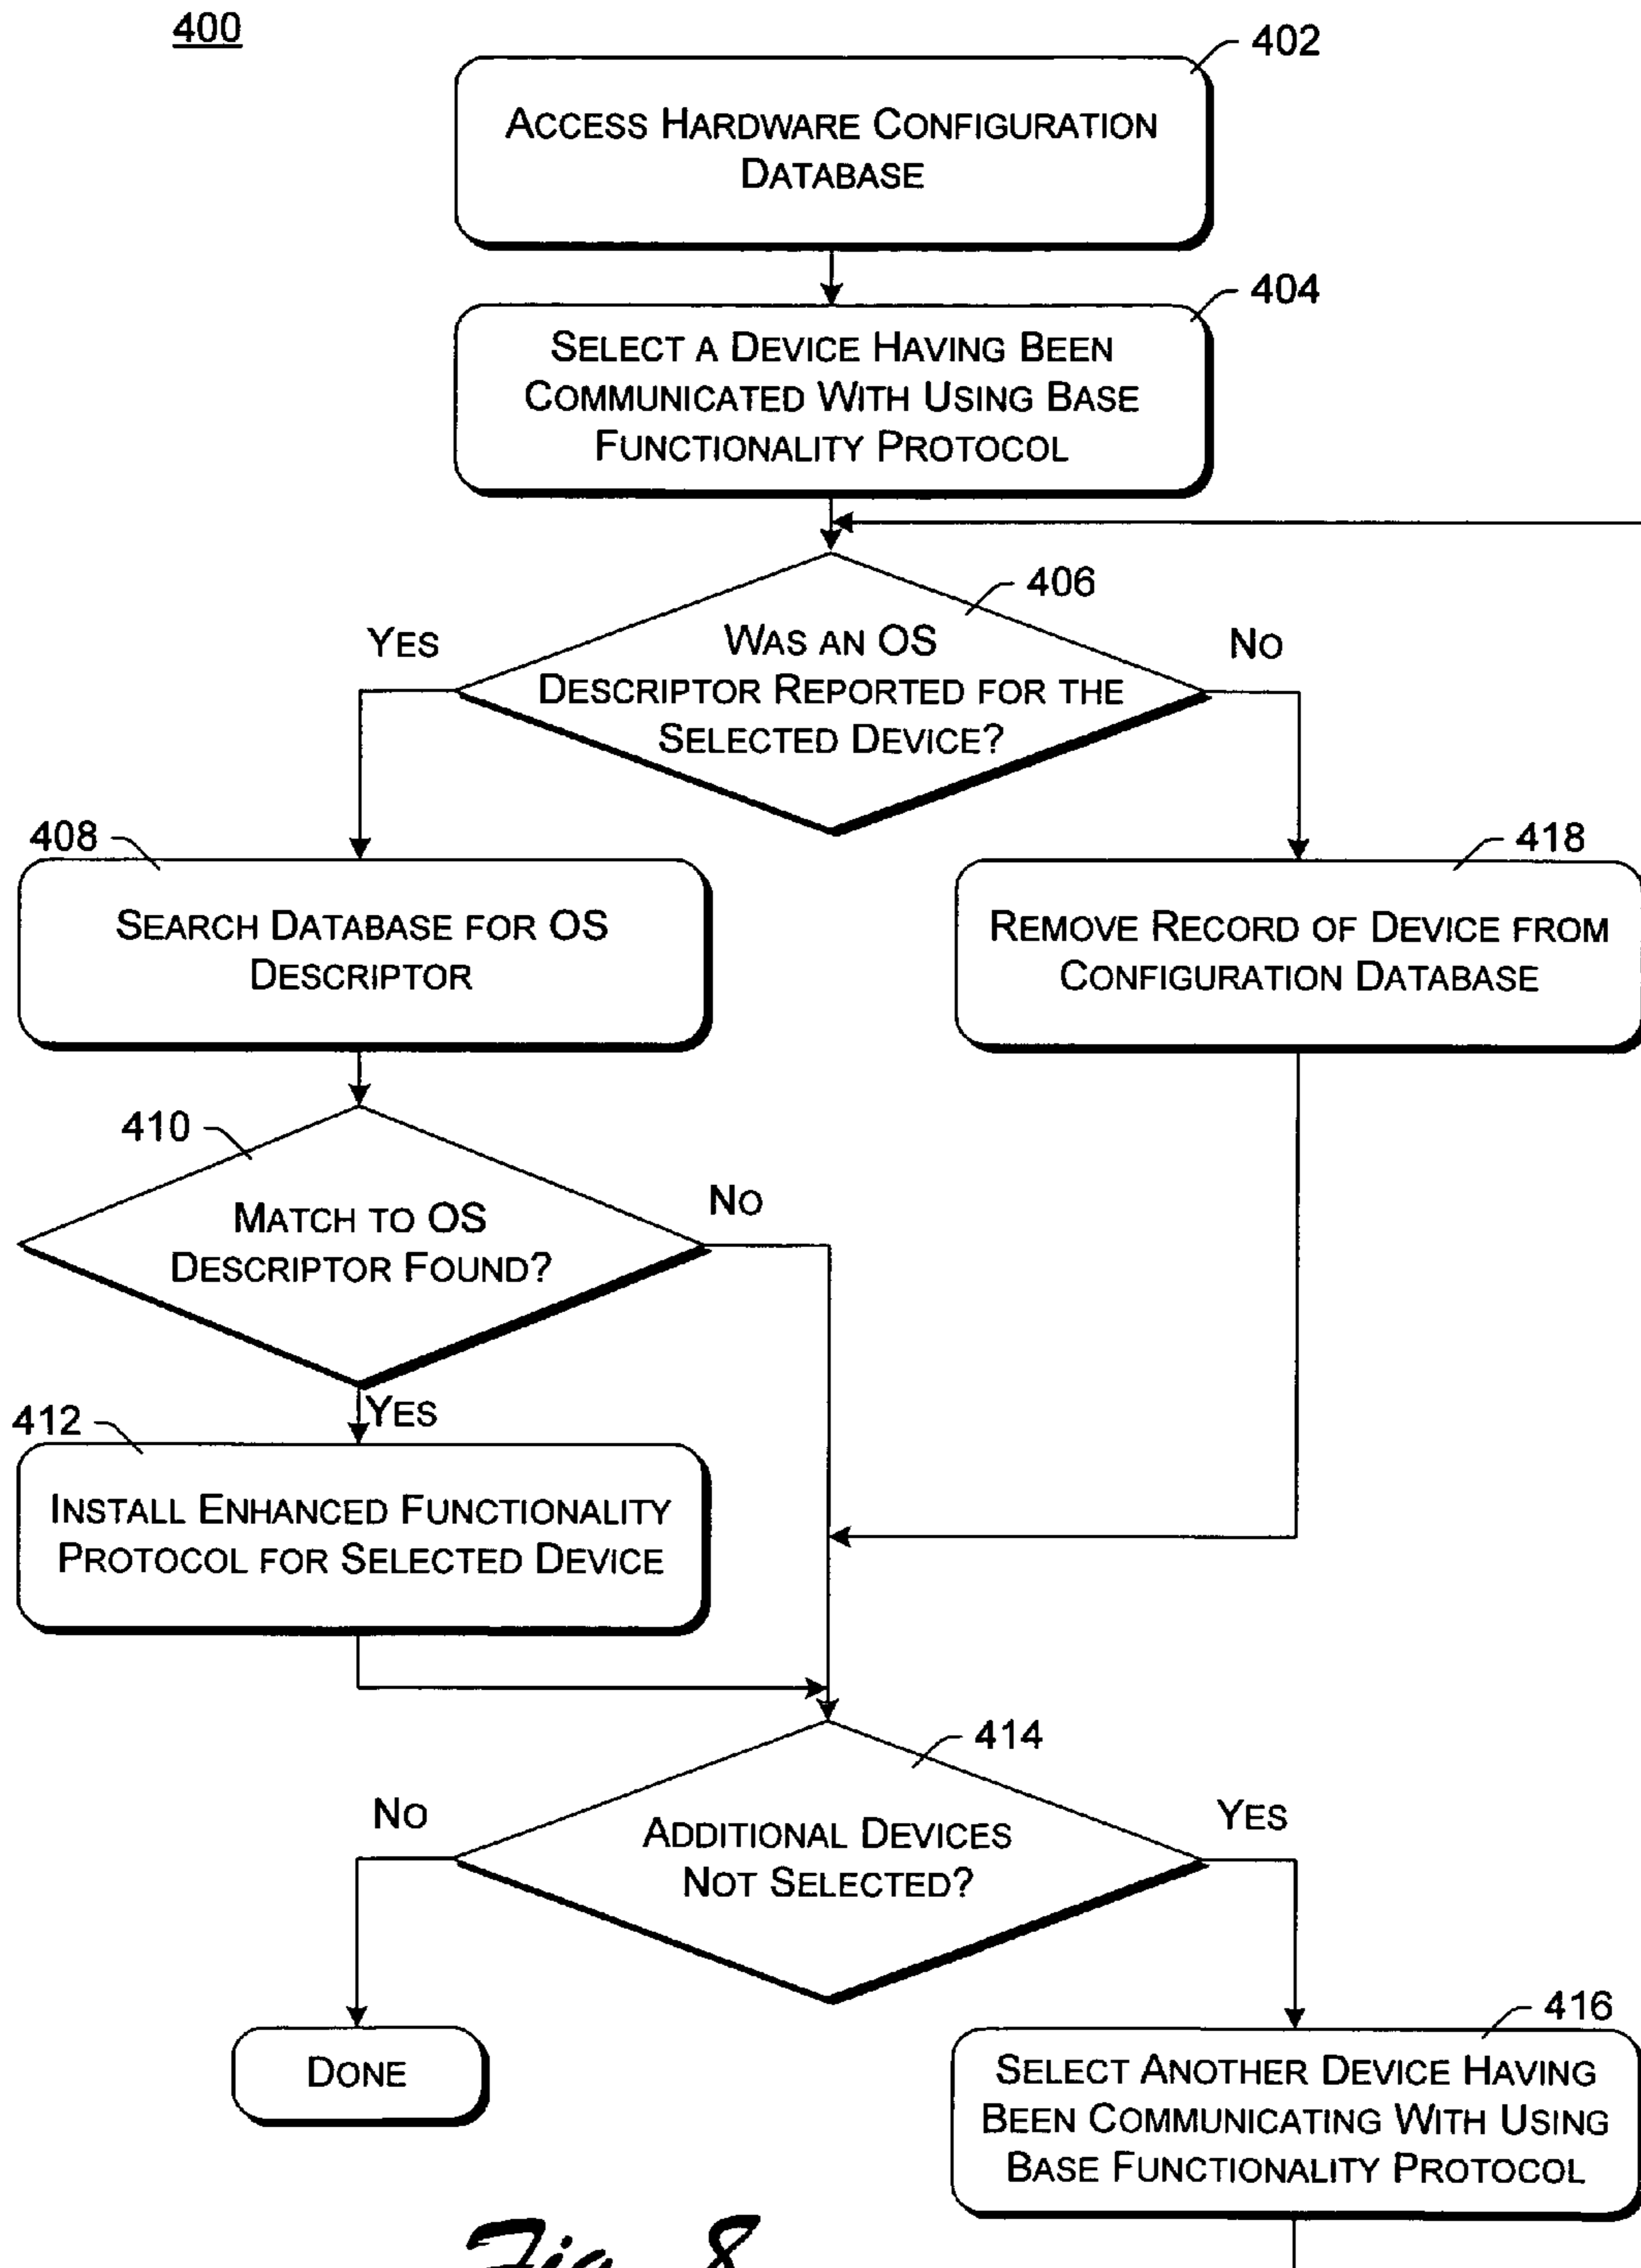 400
402
ACCESS HARDWARE CONFIGURATION
DATABASE
404
SELECT A DEVICE HAVING BEEN
COMMUNICATED WITH USING BASE
FUNCTIONALITY PROTOCOL
406
YES
WAS AN OS
DESCRIPTOR REPORTED FOR THE
SELECTED DEVICE?
NO
408
SEARCH DATABASE FOR OS
DESCRIPTOR
418
REMOVE RECORD OF DEVICE FROM
CONFIGURATION DATABASE
410
MATCH TO OS
DESCRIPTOR FOUND?
NO
YES
412
INSTALL ENHANCED FUNCTIONALITY
PROTOCOL FOR SELECTED DEVICE
414
NO
ADDITIONAL DEVICES
NOT SELECTED?
YES
DONE
416
SELECT ANOTHER DEVICE HAVING
BEEN COMMUNICATING WITH USING
BASE FUNCTIONALITY PROTOCOL
Fig. 8